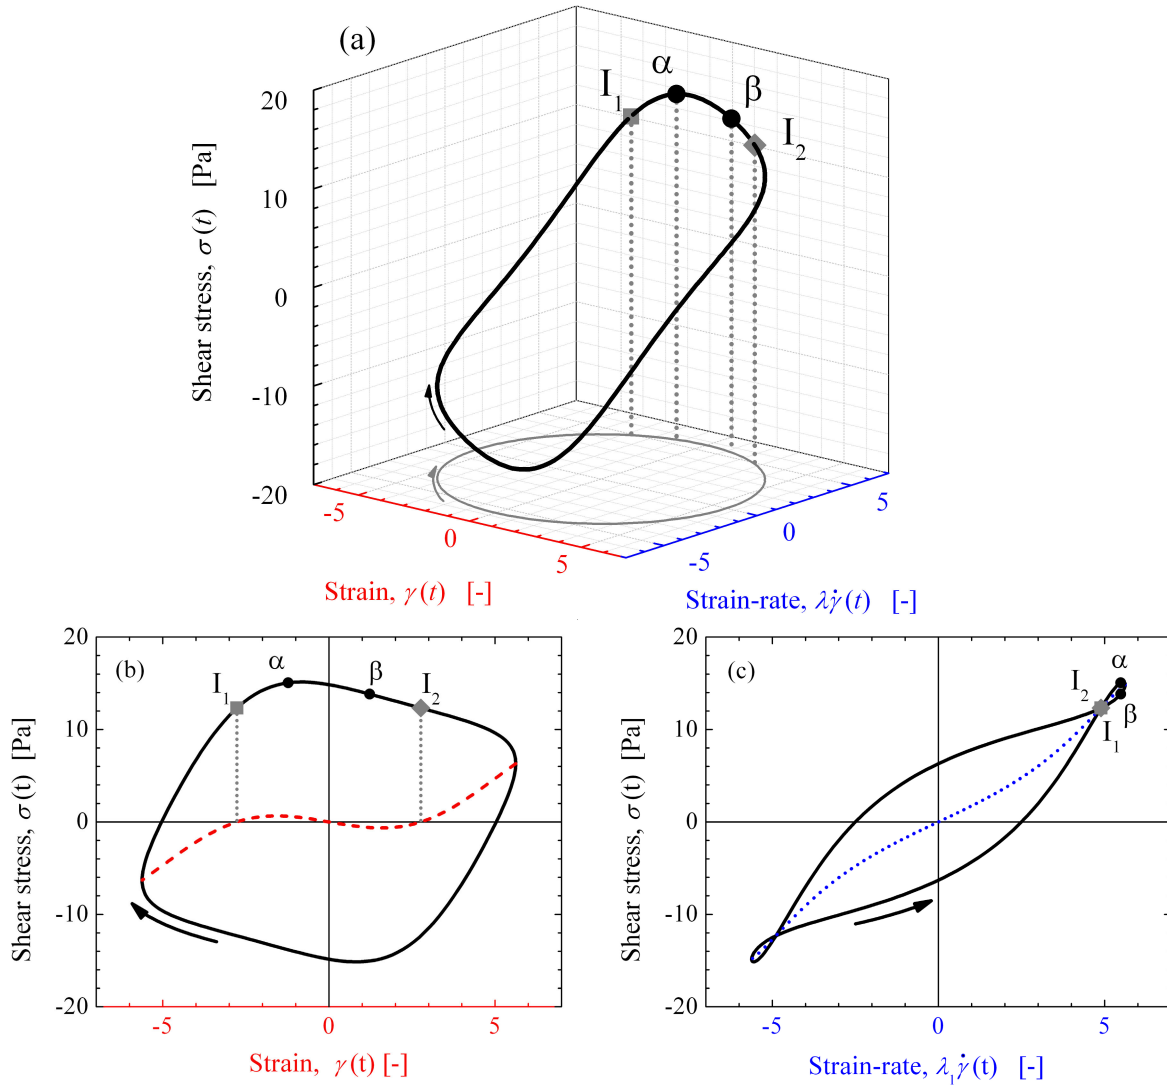 (a)
α
β
I₁
I₂
20
10
0
-10
-20
Shear stress, σ(t) [Pa]
-5
0
5
-5
0
5
Strain, γ(t) [-]
Strain-rate, λγ̇(t) [-]
(b)
20
10
0
-10
-20
Shear stress, σ(t) [Pa]
I₁
α
β
I₂
-5
0
5
Strain, γ(t) [-]
(c)
20
10
0
-10
-20
Shear stress, σ(t) [Pa]
α
I₂
β
I₁
-5
0
5
Strain-rate, λ₁γ̇(t) [-]